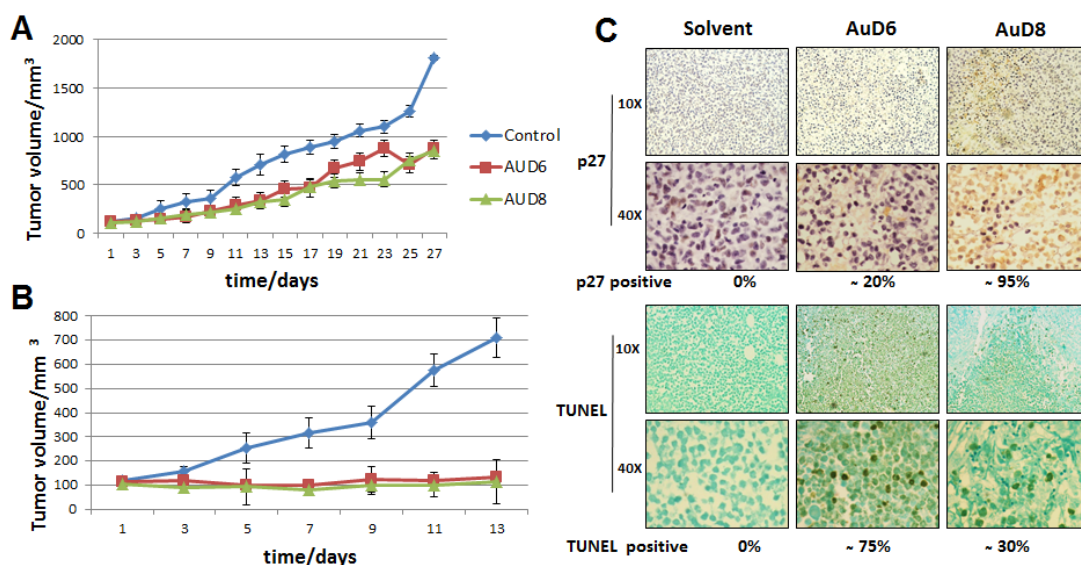 A
Tumor volume/mm³
2000
1500
1000
500
0
1 3 5 7 9 11 13 15 17 19 21 23 25 27
time/days
Control
AUD6
AUD8
B
Tumor volume/mm ³
800
700
600
500
400
300
200
100
0
1 3 5 7 9 11 13
time/days
C
Solvent AuD6 AuD8
p27
10X
40X
p27 positive 0% ~ 20% ~ 95%
TUNEL
10X
40X
TUNEL positive 0% ~ 75% ~ 30%